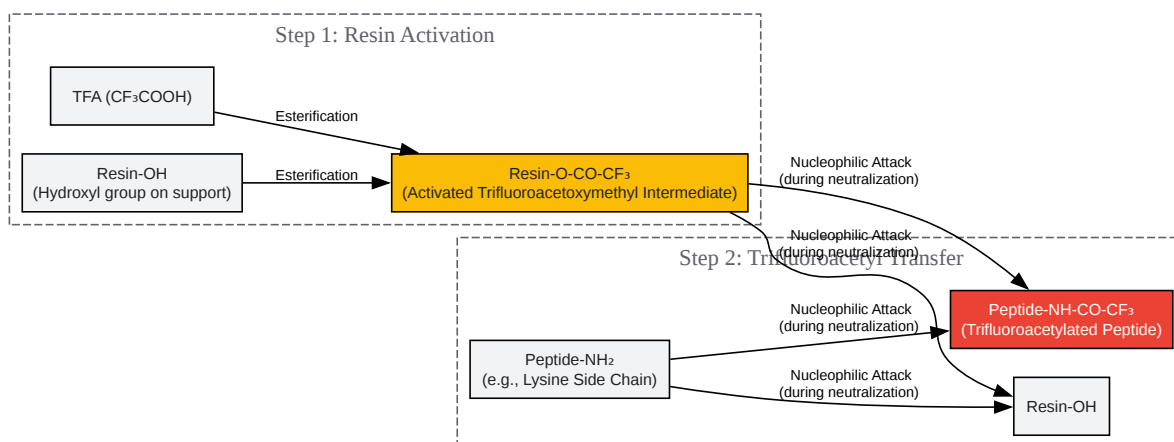 Step 1: Resin Activation
TFA (CF₃COOH)
Esterification
Resin-OH
(Hydroxyl group on support)
Esterification
Resin-O-CO-CF₃
(Activated Trifluoroacetoxymethyl Intermediate)
Nucleophilic Attack
(during neutralization)
Nucleophilic Attack
(during neutralization)
Step 2: Trifluoroacetyl Transfer
Peptide-NH-CO-CF₃
(Trifluoroacetylated Peptide)
Nucleophilic Attack
(during neutralization)
Peptide-NH₂
(e.g., Lysine Side Chain)
Nucleophilic Attack
(during neutralization)
Resin-OH